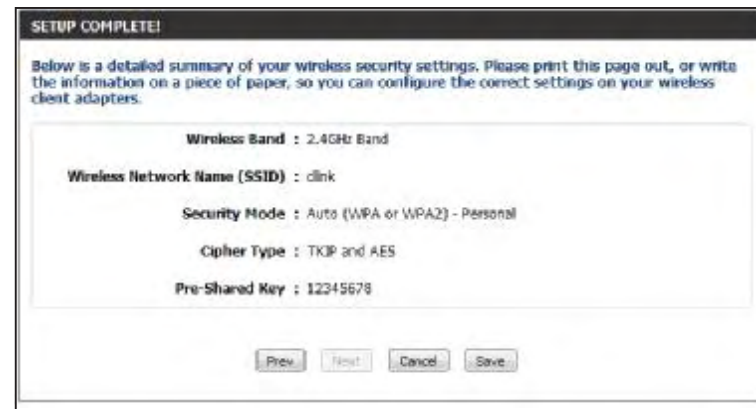 SETUP COMPLETE!
Below is a detailed summary of your wireless security settings. Please print this page out, or write
the information on a piece of paper, so you can configure the correct settings on your wireless
client adapters.
Wireless Band : 2.4GHz Band
Wireless Network Name (SSID) : dlink
Security Mode : Auto (WPA or WPA2) - Personal
Cipher Type : TKIP and AES
Pre-Shared Key : 12345678
Prev Next Cancel Save